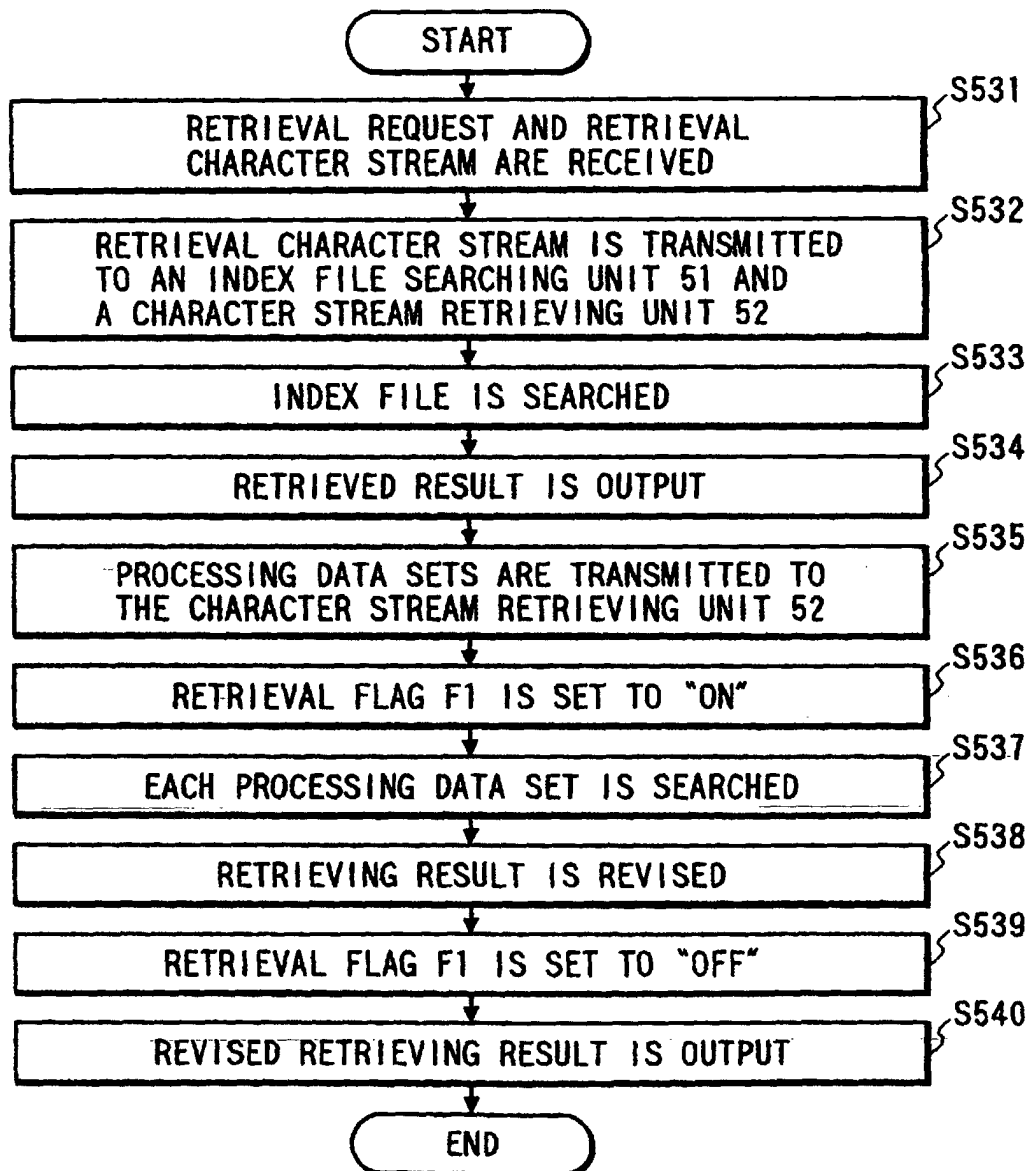 START
S531
RETRIEVAL REQUEST AND RETRIEVAL
CHARACTER STREAM ARE RECEIVED
S532
RETRIEVAL CHARACTER STREAM IS TRANSMITTED
TO AN INDEX FILE SEARCHING UNIT 51 AND
A CHARACTER STREAM RETRIEVING UNIT 52
S533
INDEX FILE IS SEARCHED
S534
RETRIEVED RESULT IS OUTPUT
S535
PROCESSING DATA SETS ARE TRANSMITTED TO
THE CHARACTER STREAM RETRIEVING UNIT 52
S536
RETRIEVAL FLAG F1 IS SET TO "ON"
S537
EACH PROCESSING DATA SET IS SEARCHED
S538
RETRIEVING RESULT IS REVISED
S539
RETRIEVAL FLAG F1 IS SET TO "OFF"
S540
REVISED RETRIEVING RESULT IS OUTPUT
END